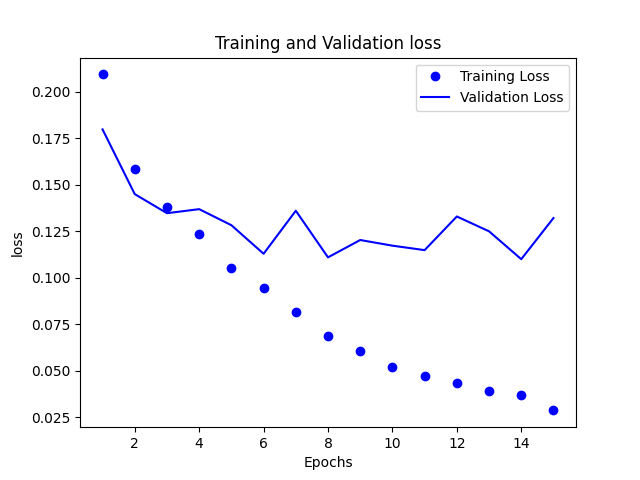 Training and Validation loss
Training Loss
Validation Loss
0.200
0.175
0.150
0.125
0.100
0.075
0.050
0.025
loss
2 4 6 8 10 12 14
Epochs